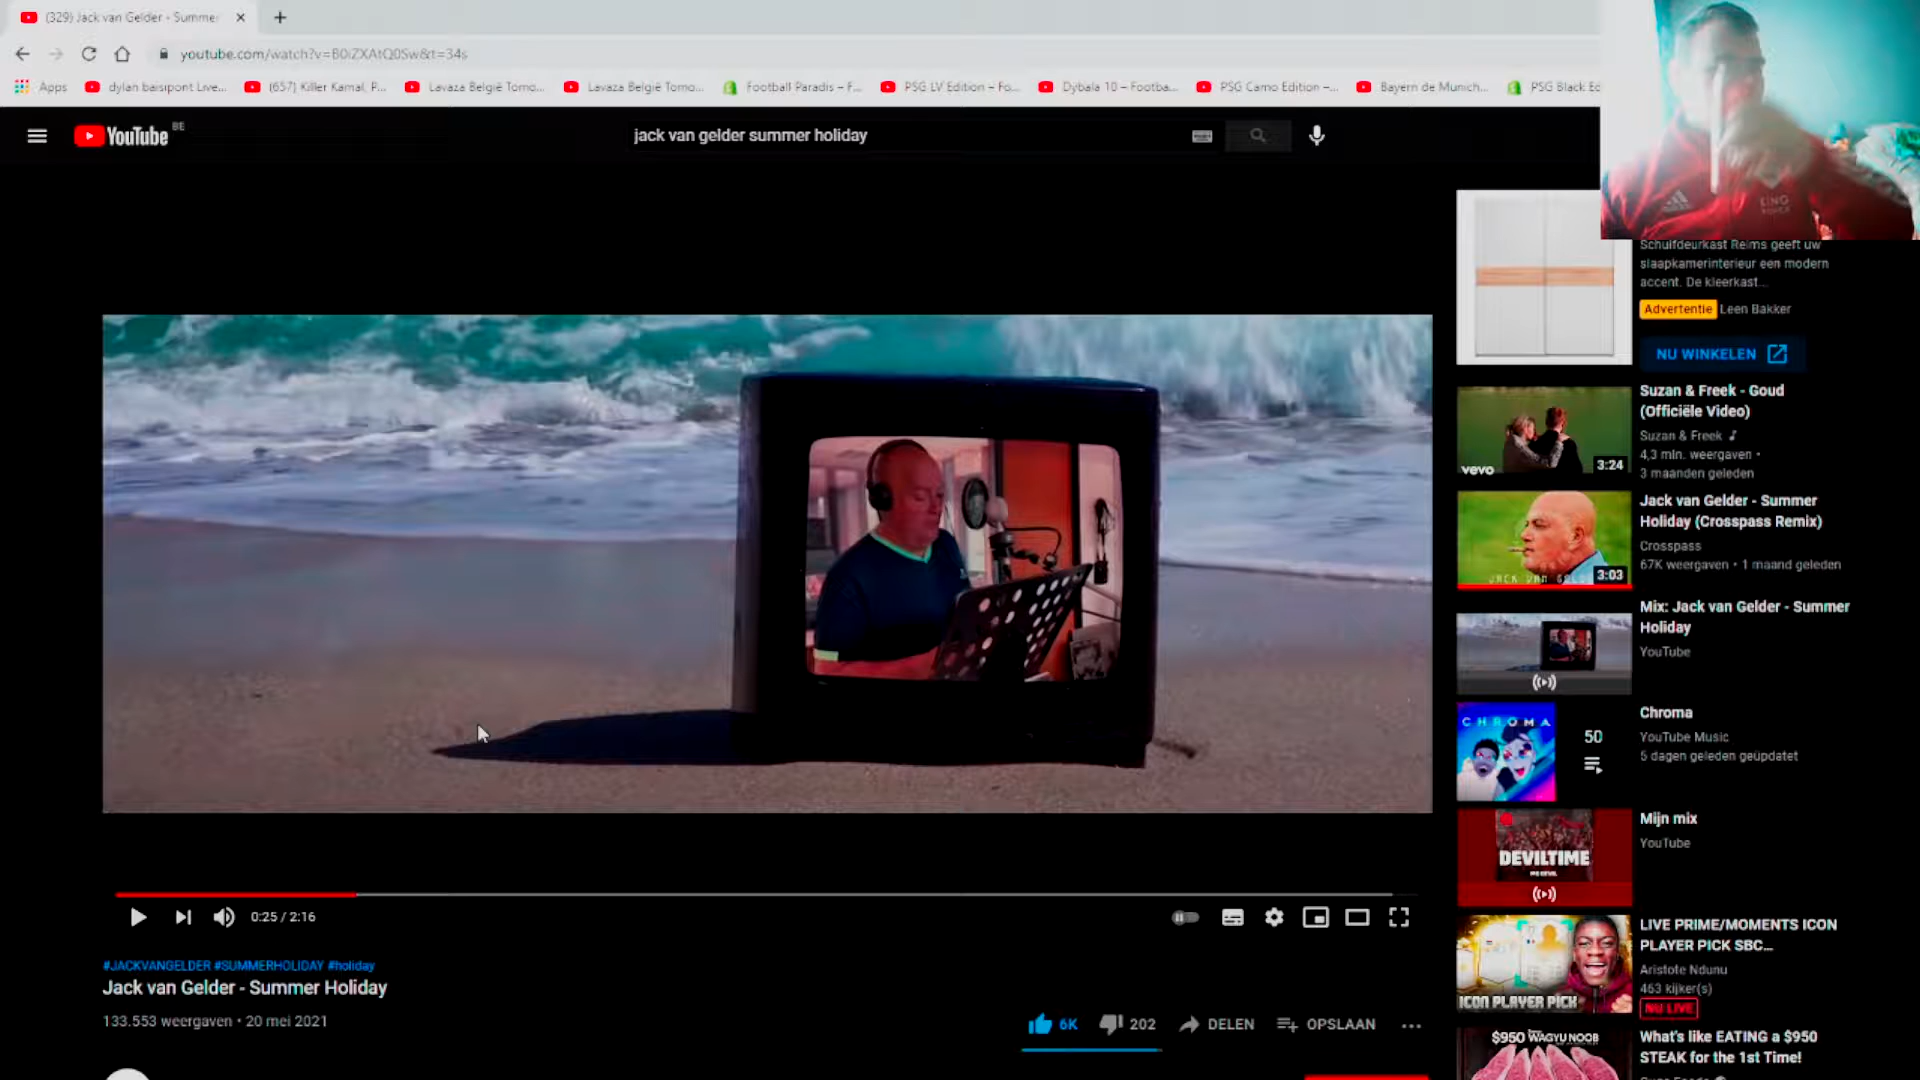 (329) Jack van Gelder - Summe
youtube.com/watch?v=B0iZXAtQ0Sw&t=34s
Apps
dylan baisipont Live...
(657) Killer Kamal, P...
Lavaza België Tomo...
Lavaza België Tomo...
Football Paradis – F...
PSG LV Edition – Fo...
Dybala 10 – Footba...
PSG Camo Edition –...
Bayern de Munich...
PSG Black Ed
YouTube BE
jack van gelder summer holiday
KING
Schuifdeurkast Reims geeft uw
slaapkamerinterieur een modern
accent. De kleerkast...
Advertentie Leen Bakker
NU WINKELEN
Suzan & Freek - Goud
(Officiële Video)
Suzan & Freek
4,3 mln. weergaven •
3 maanden geleden
vevo
3:24
Jack van Gelder - Summer
Holiday (Crosspass Remix)
Crosspass
67K weergaven • 1 maand geleden
3:03
Mix: Jack van Gelder - Summer
Holiday
YouTube
CHROMA
50
Chroma
YouTube Music
5 dagen geleden geüpdatet
DEVILTIME
Mijn mix
YouTube
ICON PLAYER PICK
LIVE PRIME/MOMENTS ICON
PLAYER PICK SBC...
Aristote Ndunu
463 kijker(s)
NU LIVE
$950 WAGYU NOOB
What's like EATING a $950
STEAK for the 1st Time!
0:25 / 2:16
#JACKVANGELDER #SUMMERHOLIDAY #holiday
Jack van Gelder - Summer Holiday
133.553 weergaven • 20 mei 2021
6K
202
DELEN
OPSLAAN